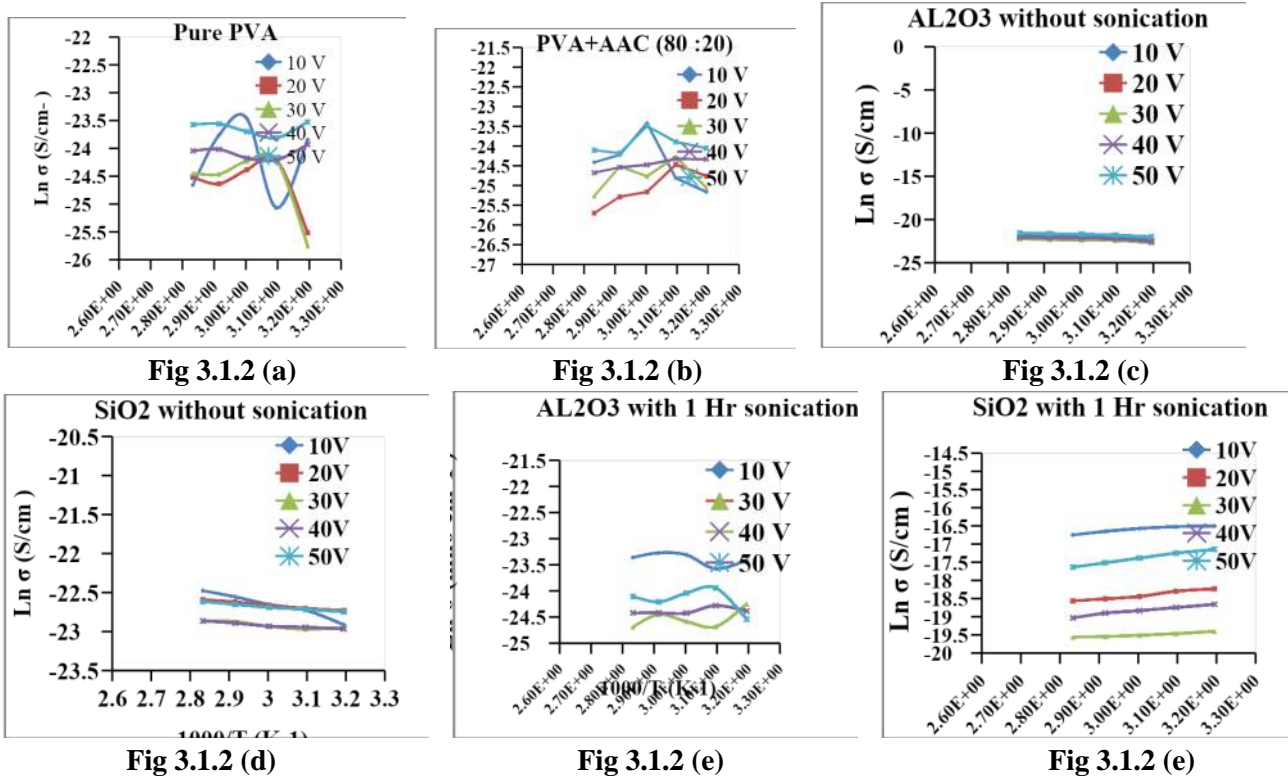 Pure PVA
Ln σ (S/cm-
-22
-22.5
-23
-23.5
-24
-24.5
-25
-25.5
-26
10 V
20 V
30 V
40 V
50 V
2.60E+00
2.70E+00
2.80E+00
2.90E+00
3.00E+00
3.10E+00
3.20E+00
3.30E+00
Fig 3.1.2 (a)
PVA+AAC (80 :20)
Ln σ (S/cm)
-21.5
-22
-22.5
-23
-23.5
-24
-24.5
-25
-25.5
-26
-26.5
-27
10 V
20 V
30 V
40 V
50 V
2.60E+00
2.70E+00
2.80E+00
2.90E+00
3.00E+00
3.10E+00
3.20E+00
3.30E+00
Fig 3.1.2 (b)
AL2O3 without sonication
Ln σ (S/cm )
0
-5
-10
-15
-20
-25
10 V
20 V
30 V
40 V
50 V
2.60E+00
2.70E+00
2.80E+00
2.90E+00
3.00E+00
3.10E+00
3.20E+00
3.30E+00
Fig 3.1.2 (c)
SiO2 without sonication
Ln σ (S/cm )
-20.5
-21
-21.5
-22
-22.5
-23
-23.5
10V
20V
30V
40V
50V
2.6
2.7
2.8
2.9
3
3.1
3.2
3.3
1000/T (K-1)
Fig 3.1.2 (d)
AL2O3 with 1 Hr sonication
-21.5
-22
-22.5
-23
-23.5
-24
-24.5
-25
10 V
30 V
40 V
50 V
2.60E+00
2.70E+00
2.80E+00
2.90E+00
3.00E+00
3.10E+00
3.20E+00
3.30E+00
Fig 3.1.2 (e)
SiO2 with 1 Hr sonication
Ln σ (S/cm )
-14.5
-15
-15.5
-16
-16.5
-17
-17.5
-18
-18.5
-19
-19.5
-20
10V
20V
30V
40V
50V
2.60E+00
2.70E+00
2.80E+00
2.90E+00
3.00E+00
3.10E+00
3.20E+00
3.30E+00
Fig 3.1.2 (e)